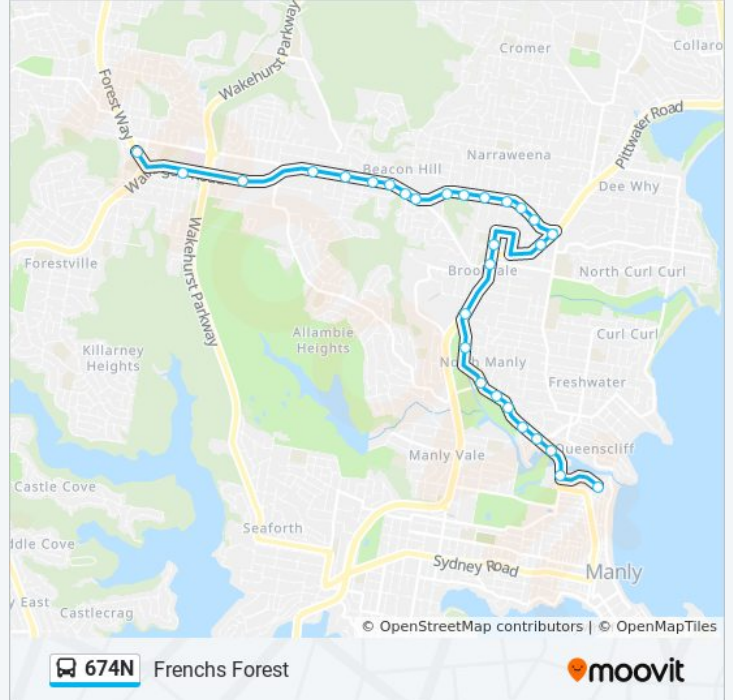 Cromer
Collaro
Wakehurst Parkway
Forest Way
Pittwater Road
Narraweena
Beacon Hill
Dee Why
Forestville
Wakehurst Parkway
Brookvale
North Curl Curl
Allambie
Heights
Curl Curl
Killarney
Heights
North Manly
Freshwater
Manly Vale
Queenscliff
Castle Cove
Seaforth
ddle Cove
Sydney Road
Manly
y East
Castlecrag
© OpenStreetMap contributors | © OpenMapTiles
674N Frenchs Forest
moovit